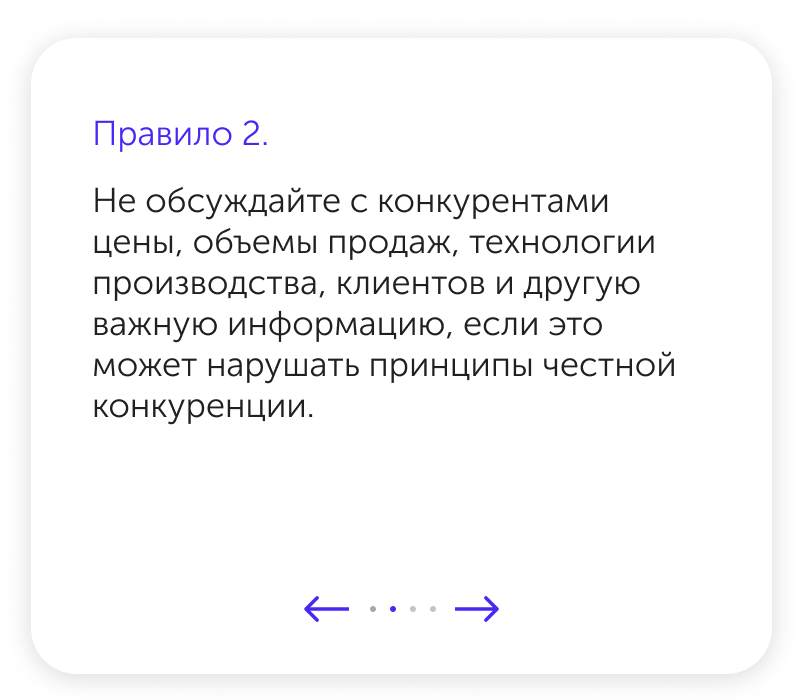 Правило 2.
Не обсуждайте с конкурентами
цены, объемы продаж, технологии
производства, клиентов и другую
важную информацию, если это
может нарушать принципы честной
конкуренции.